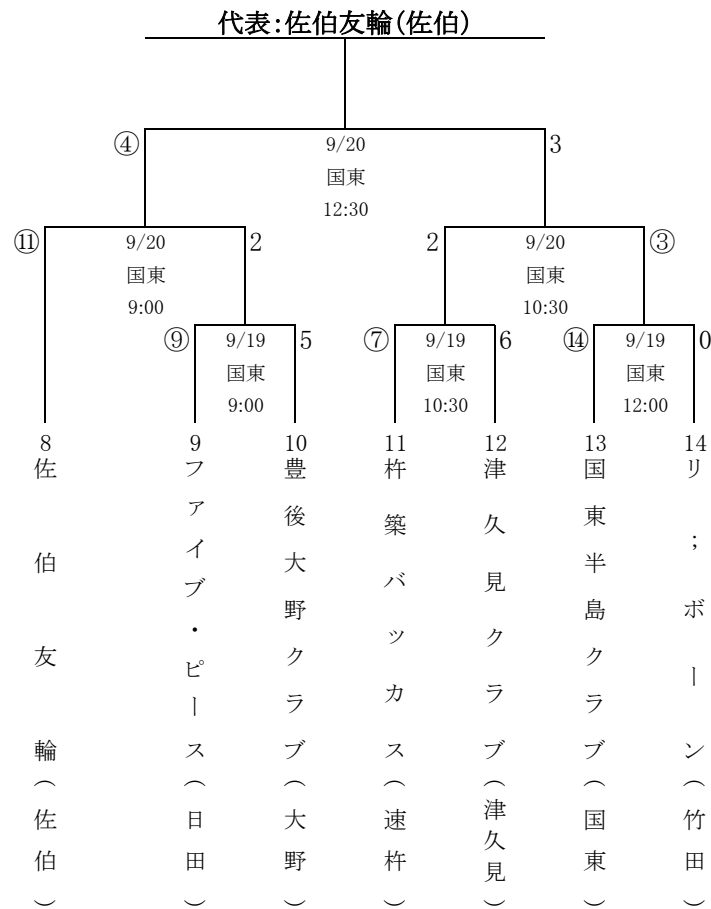 代表:佐伯友輪(佐伯)
④
9/20
国東
12:30
3
⑪
9/20
国東
9:00
2
2
9/20
国東
10:30
③
⑨
9/19
国東
9:00
5
⑦
9/19
国東
10:30
6
⑭
9/19
国東
12:00
0
8
佐伯友輪(佐伯)
9
ファイブ・ピース(日田)
10
豊後大野クラブ(大野)
11
杵築バッカス(速杵)
12
津久見クラブ(津久見)
13
国東半島クラブ(国東)
14
リ;ボーン(竹田)